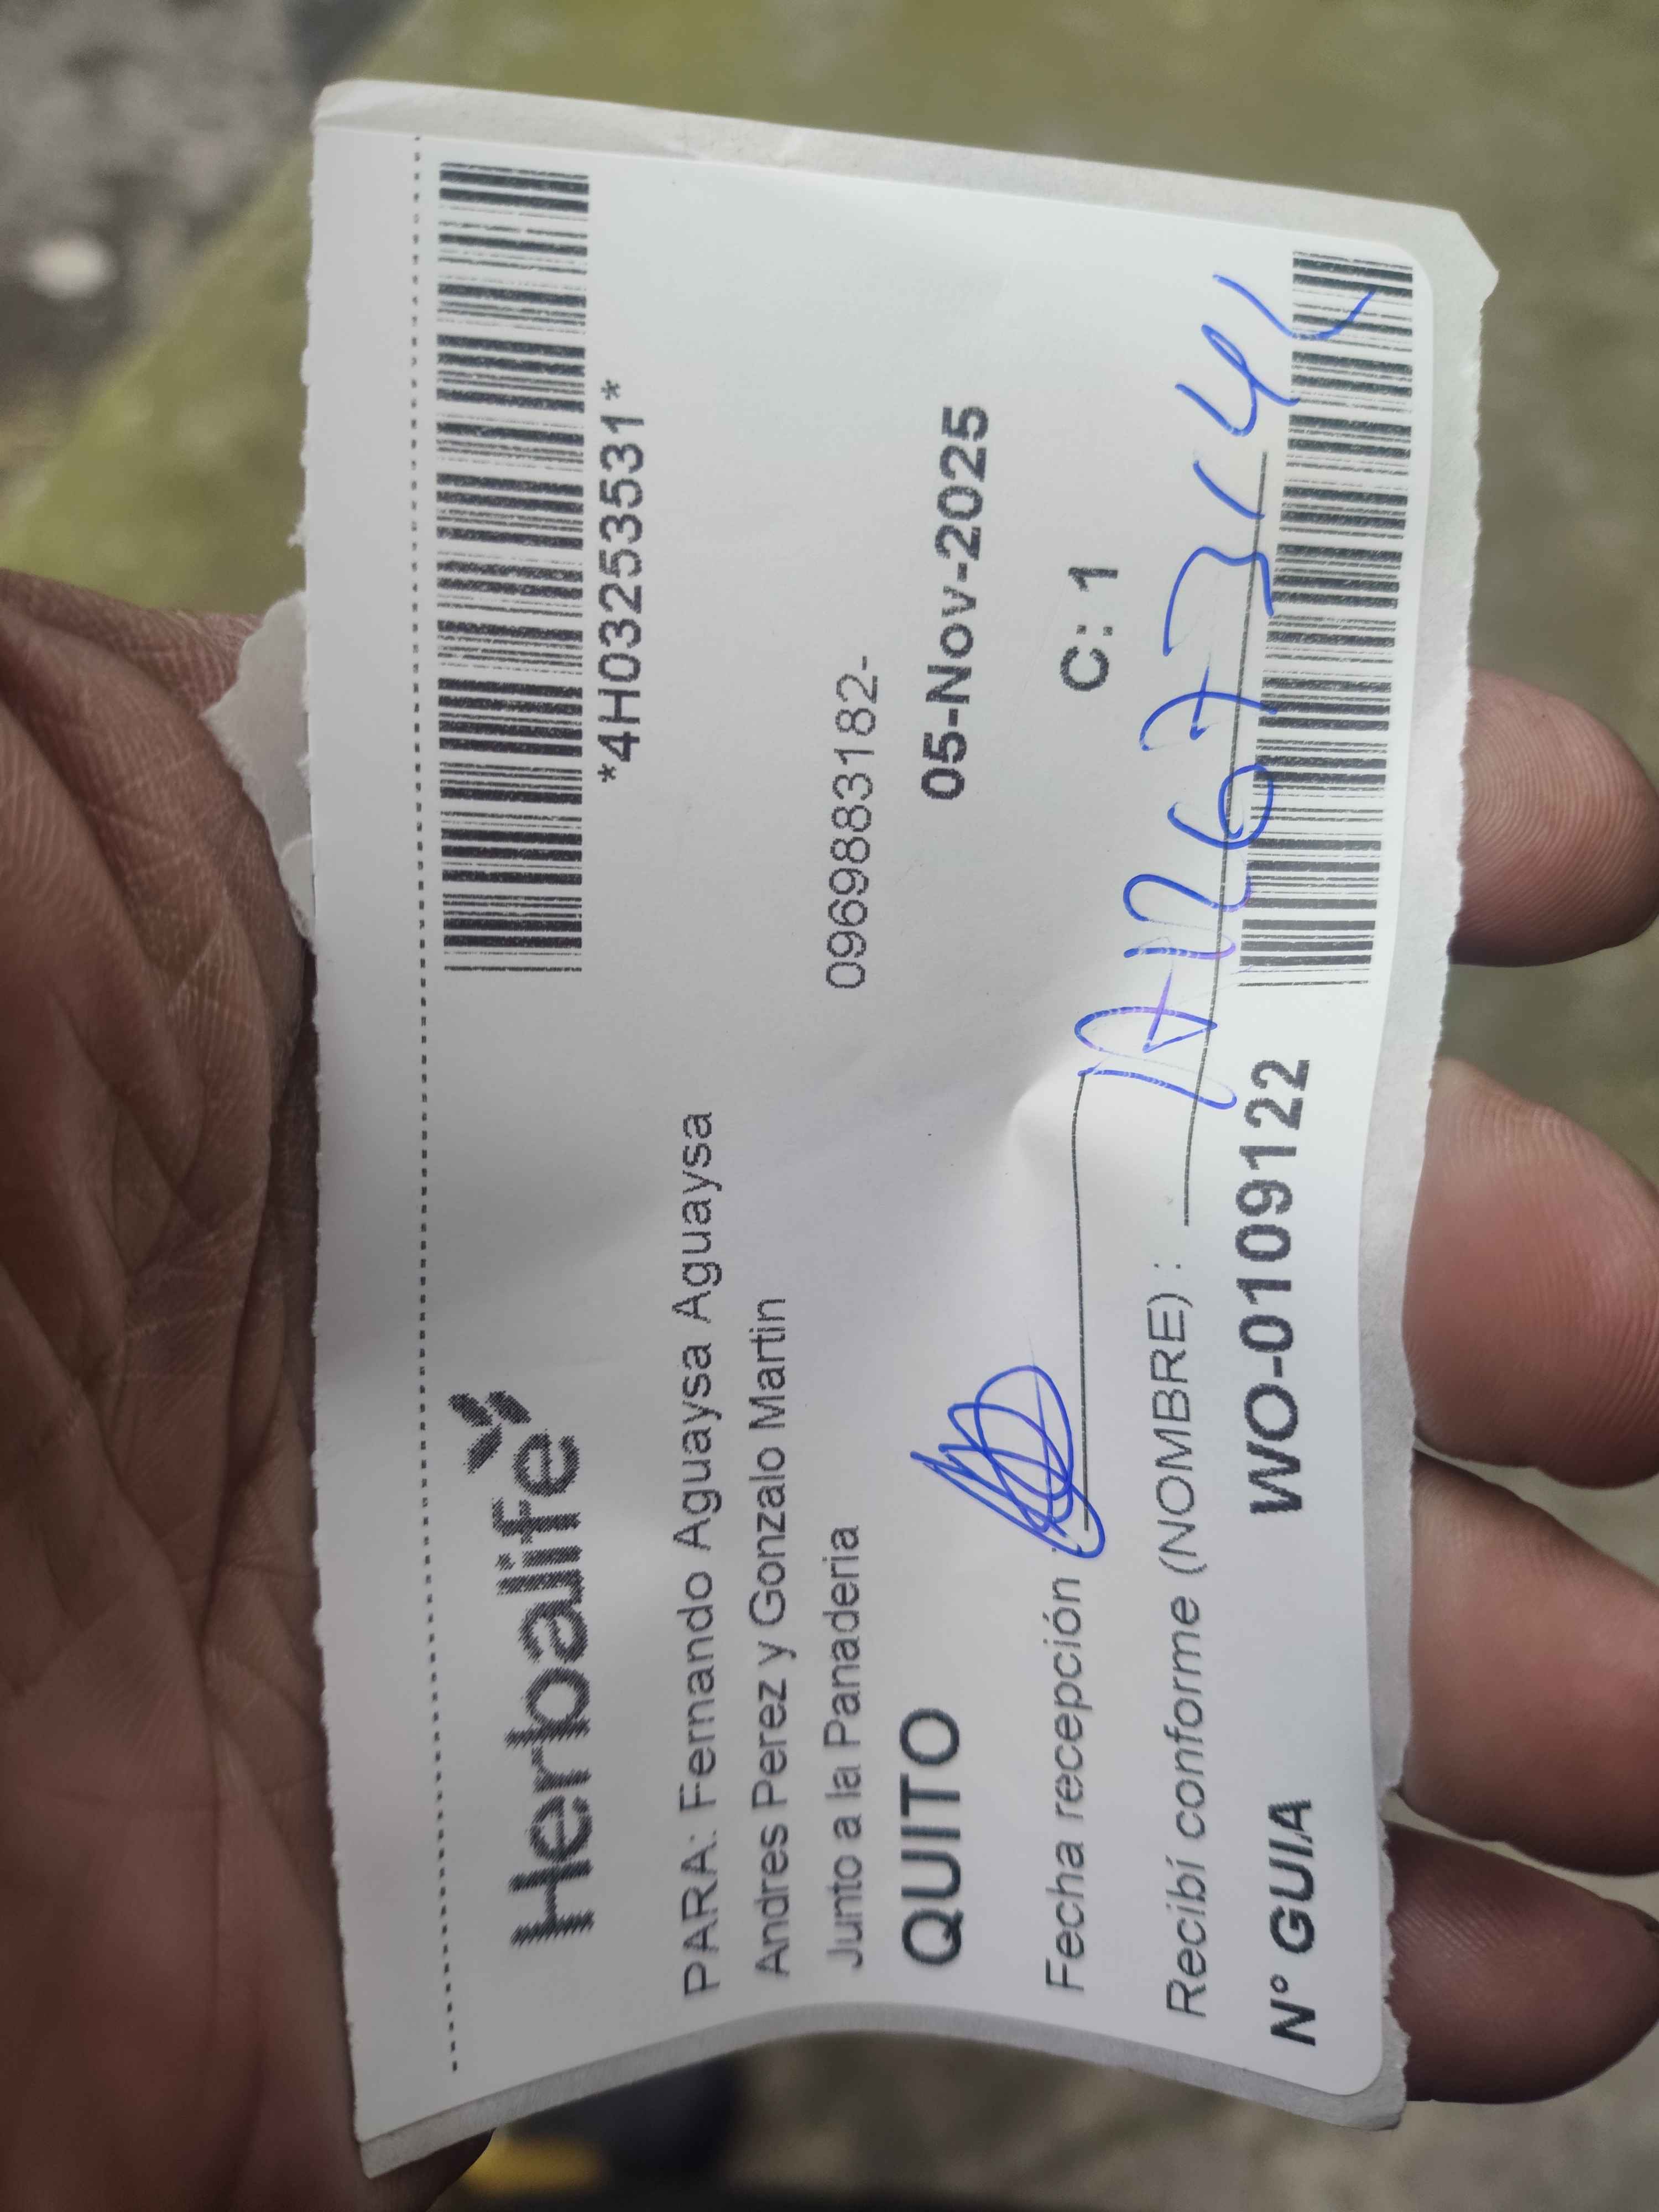 Herbalife
*4H03253531*
PARA: Fernando Aguaysa Aguaysa
Andres Perez y Gonzalo Martin
Junto a la Panaderia
0969883182-
QUITO
05-Nov-2025
Fecha recepción :
C: 1
Recibí conforme (NOMBRE) :
N° GUIA
WO-0109122